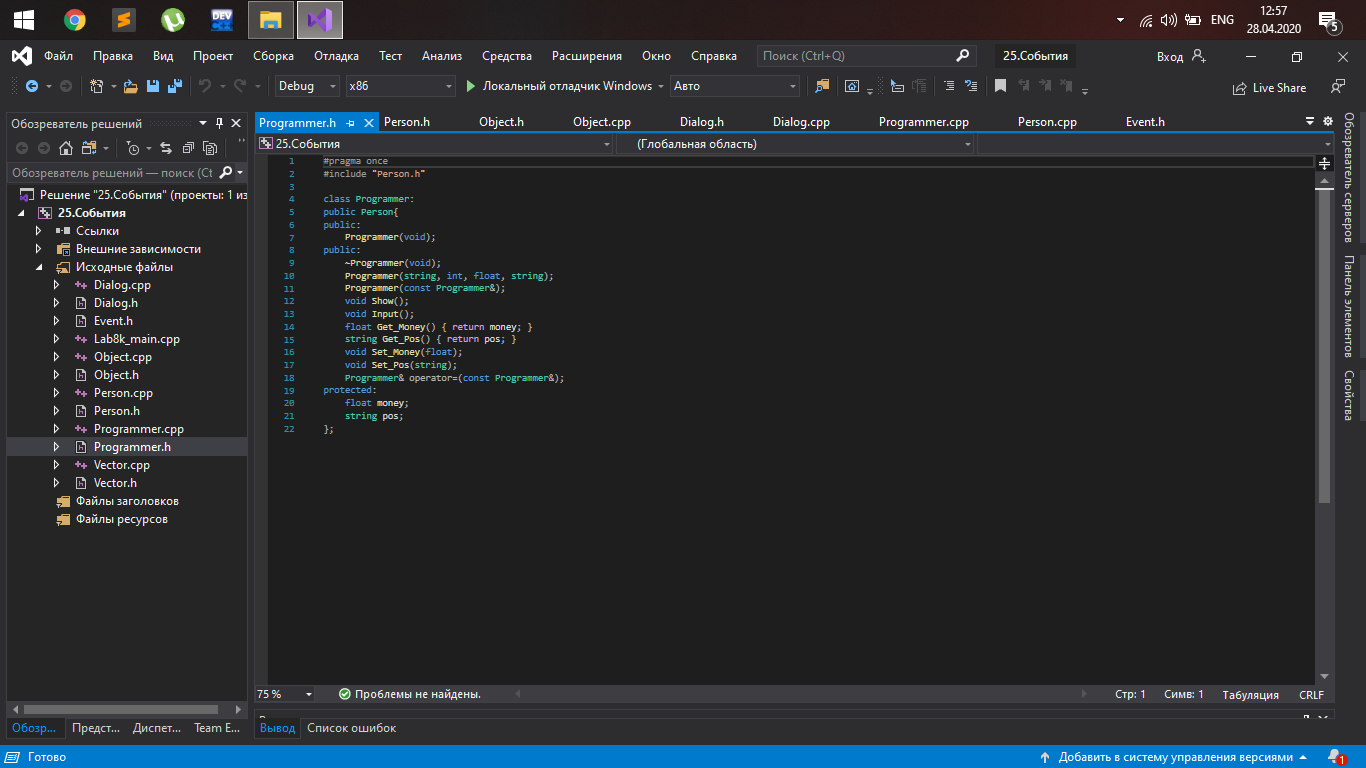 DEV
C++
ENG
12:57
28.04.2020
5
Файл Правка Вид Проект Сборка Отладка Тест Анализ Средства Расширения Окно Справка Поиск (Ctrl+Q) 25.События Вход
Debug x86 Локальный отладчик Windows Авто Live Share
Обозреватель решений
Обозреватель решений — поиск (Ct
Решение "25.События" (проекты: 1 из
25.События
Ссылки
Внешние зависимости
Исходные файлы
Dialog.cpp
Dialog.h
Event.h
Lab8k_main.cpp
Object.cpp
Object.h
Person.cpp
Person.h
Programmer.cpp
Programmer.h
Vector.cpp
Vector.h
Файлы заголовков
Файлы ресурсов
Обозр... Предст... Диспет... Team E...
Programmer.h Person.h Object.h Object.cpp Dialog.h Dialog.cpp Programmer.cpp Person.cpp Event.h
25.События (Глобальная область)
1 #pragma once
2 #include "Person.h"
3
4 class Programmer:
5 public Person{
6 public:
7 Programmer(void);
8 public:
9 ~Programmer(void);
10 Programmer(string, int, float, string);
11 Programmer(const Programmer&);
12 void Show();
13 void Input();
14 float Get_Money() { return money; }
15 string Get_Pos() { return pos; }
16 void Set_Money(float);
17 void Set_Pos(string);
18 Programmer& operator=(const Programmer&);
19 protected:
20 float money;
21 string pos;
22 };
75 % Проблемы не найдены. Стр: 1 Симв: 1 Табуляция CRLF
Вывод Список ошибок
Обозреватель серверов
Панель элементов
Свойства
Готово Добавить в систему управления версиями 1